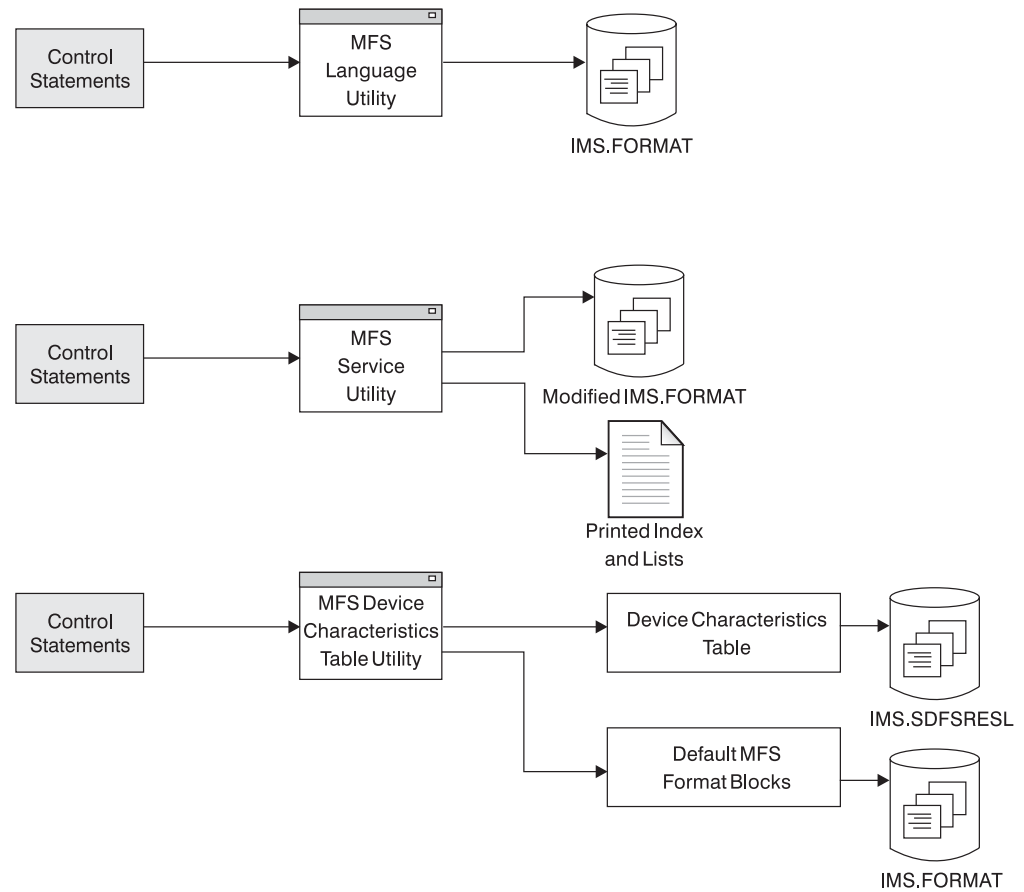 Control
Statements
MFS
Language
Utility
IMS.FORMAT
Control
Statements
MFS
Service
Utility
Modified IMS.FORMAT
Printed Index
and Lists
Control
Statements
MFS Device
Characteristics
Table Utility
Device Characteristics
Table
IMS.SDFSRESL
Default MFS
Format Blocks
IMS.FORMAT